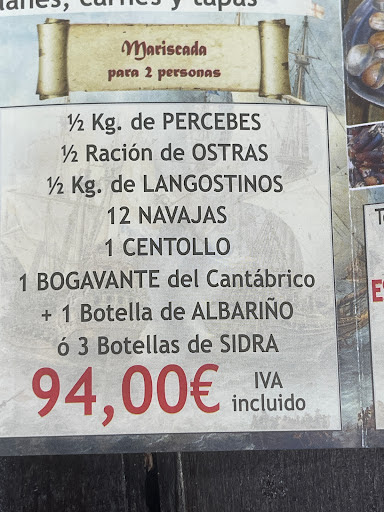 carnes y tapas
Mariscada
para 2 personas
½ Kg. de PERCEBES
½ Ración de OSTRAS
½ Kg. de LANGOSTINOS
12 NAVAJAS
1 CENTOLLO
1 BOGAVANTE del Cantábrico
+ 1 Botella de ALBARIÑO
ó 3 Botellas de SIDRA
94,00€ IVA
incluido